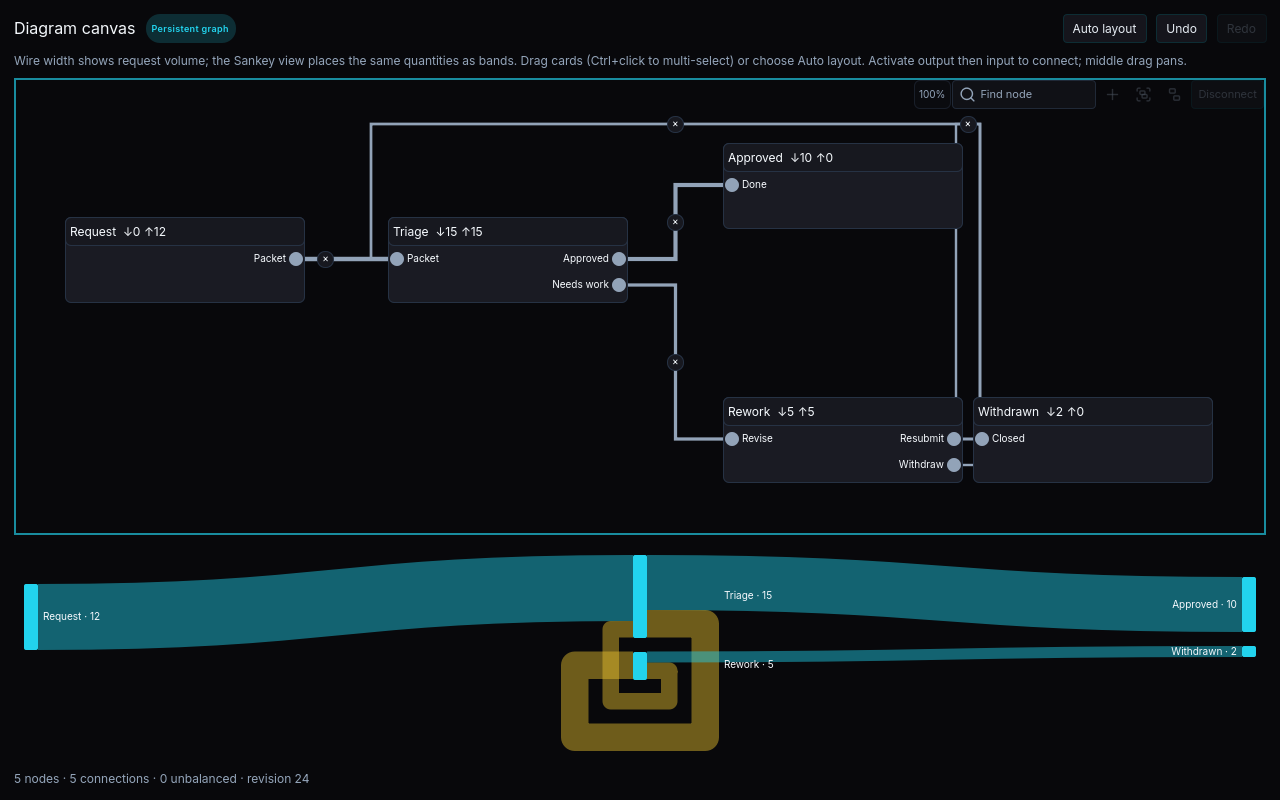 Diagram canvas
Persistent graph
Auto layout
Undo
Redo
Wire width shows request volume; the Sankey view places the same quantities as bands. Drag cards (Ctrl+click to multi-select) or choose Auto layout. Activate output then input to connect; middle drag pans.
100%
Find node
Disconnect
Approved ↓10 ↑0
Done
Request ↓0 ↑12
Packet
Triage ↓15 ↑15
Packet
Approved
Needs work
Rework ↓5 ↑5
Revise
Resubmit
Withdraw
Withdrawn ↓2 ↑0
Closed
Request · 12
Triage · 15
Approved · 10
Withdrawn · 2
Rework · 5
5 nodes · 5 connections · 0 unbalanced · revision 24